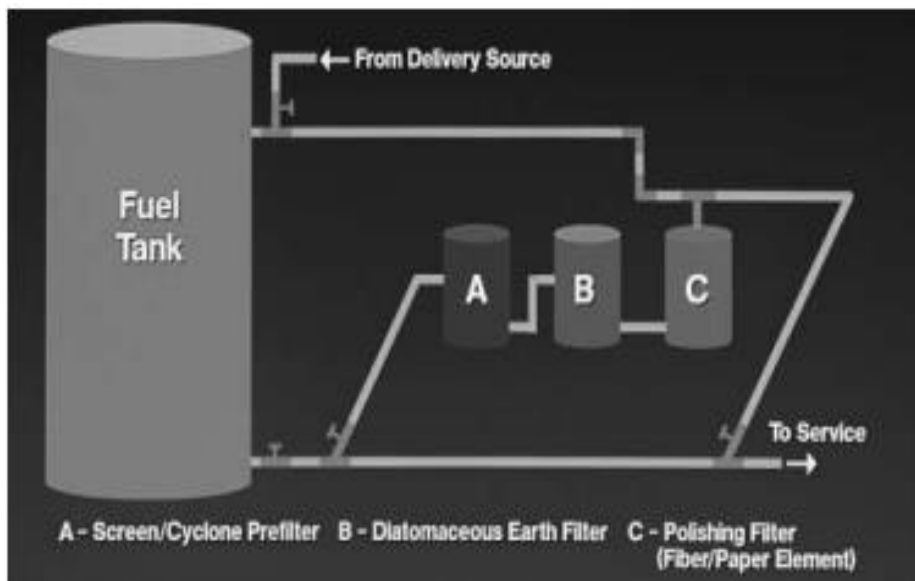 From Delivery Source
Fuel
Tank
A
B
C
To Service
A – Screen/Cyclone Prefilter B – Diatomaceous Earth Filter C – Polishing Filter
(Fiber/Paper Element)